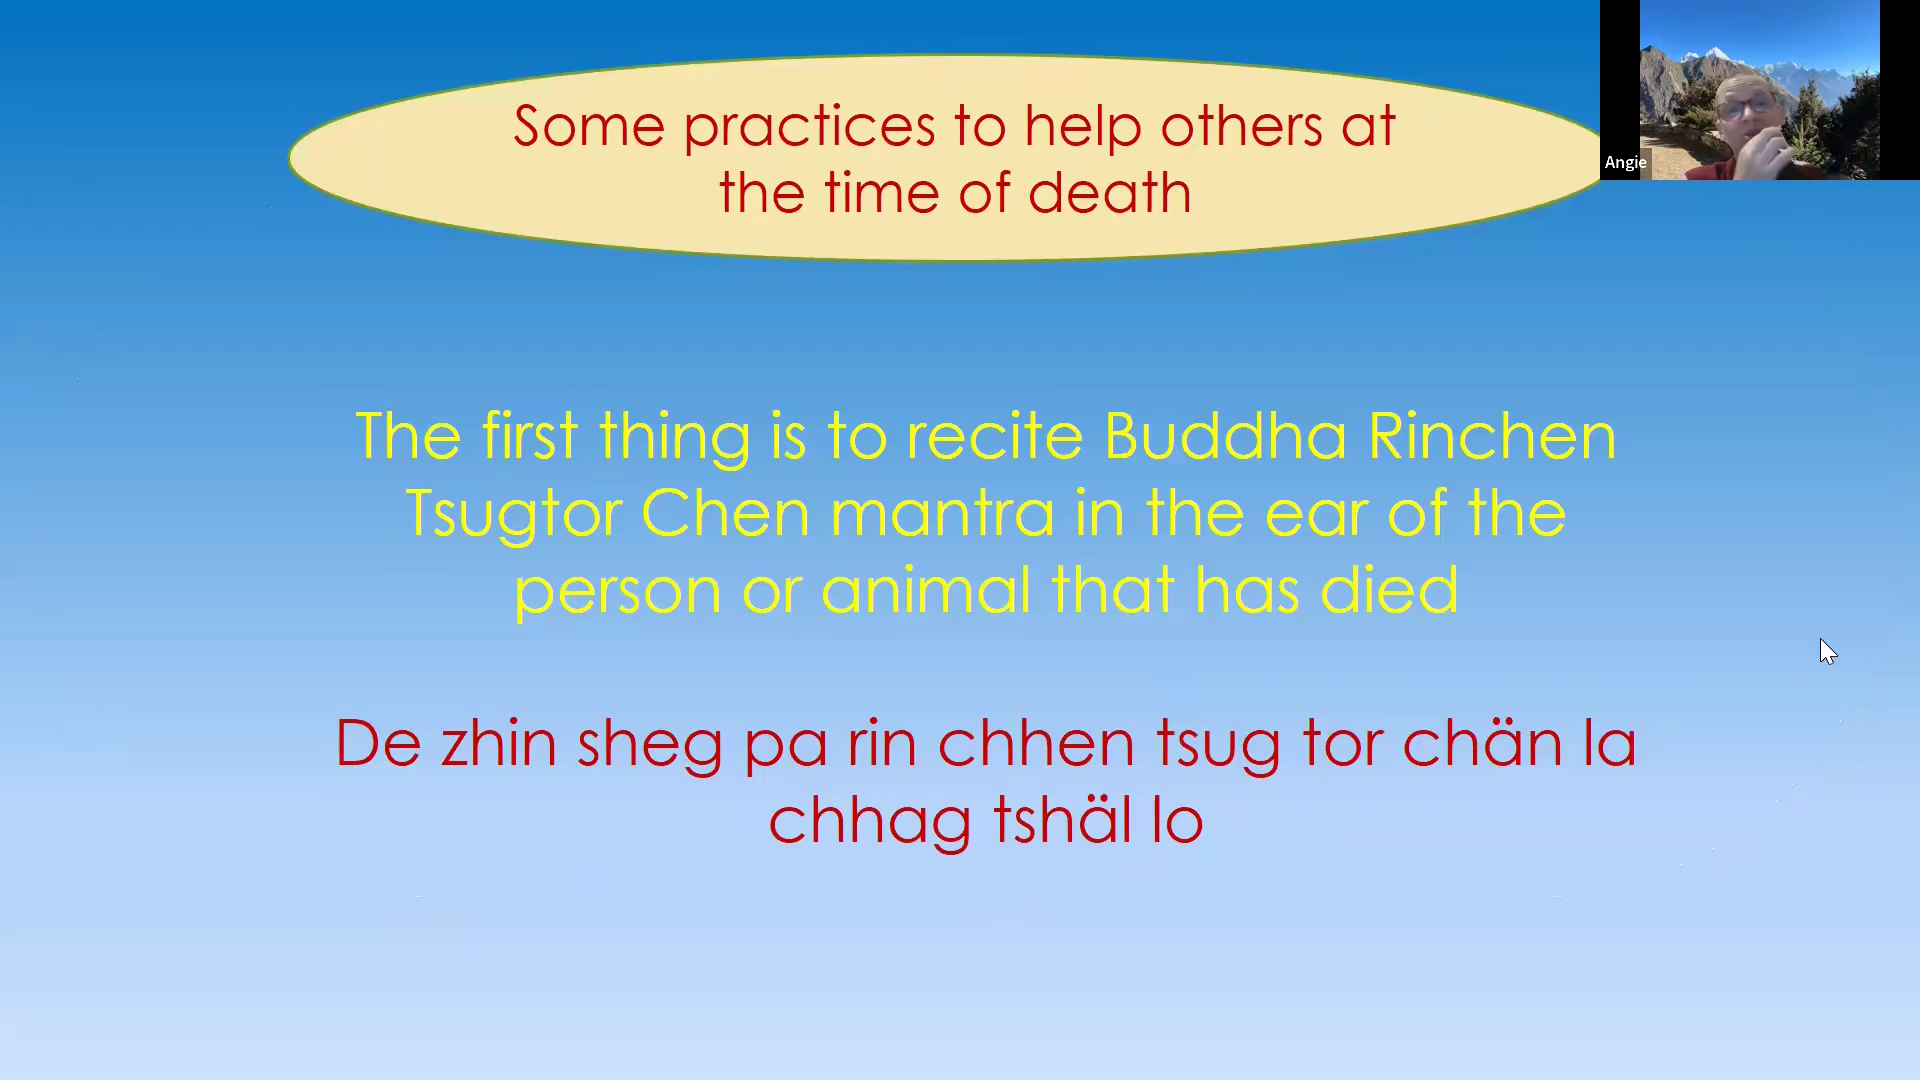 Some practices to help others at
the time of death
Angie
The first thing is to recite Buddha Rinchen
Tsugtor Chen mantra in the ear of the
person or animal that has died
De zhin sheg pa rin chhen tsug tor chän la
chhag tshäl lo